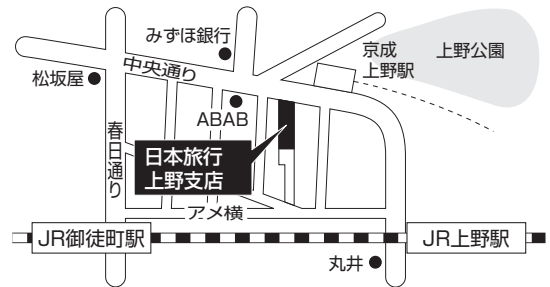 みずほ銀行
京成
上野駅
上野公園
松坂屋
中央通り
ABAB
春日通り
日本旅行
上野支店
アメ横
JR御徒町駅
JR上野駅
丸井